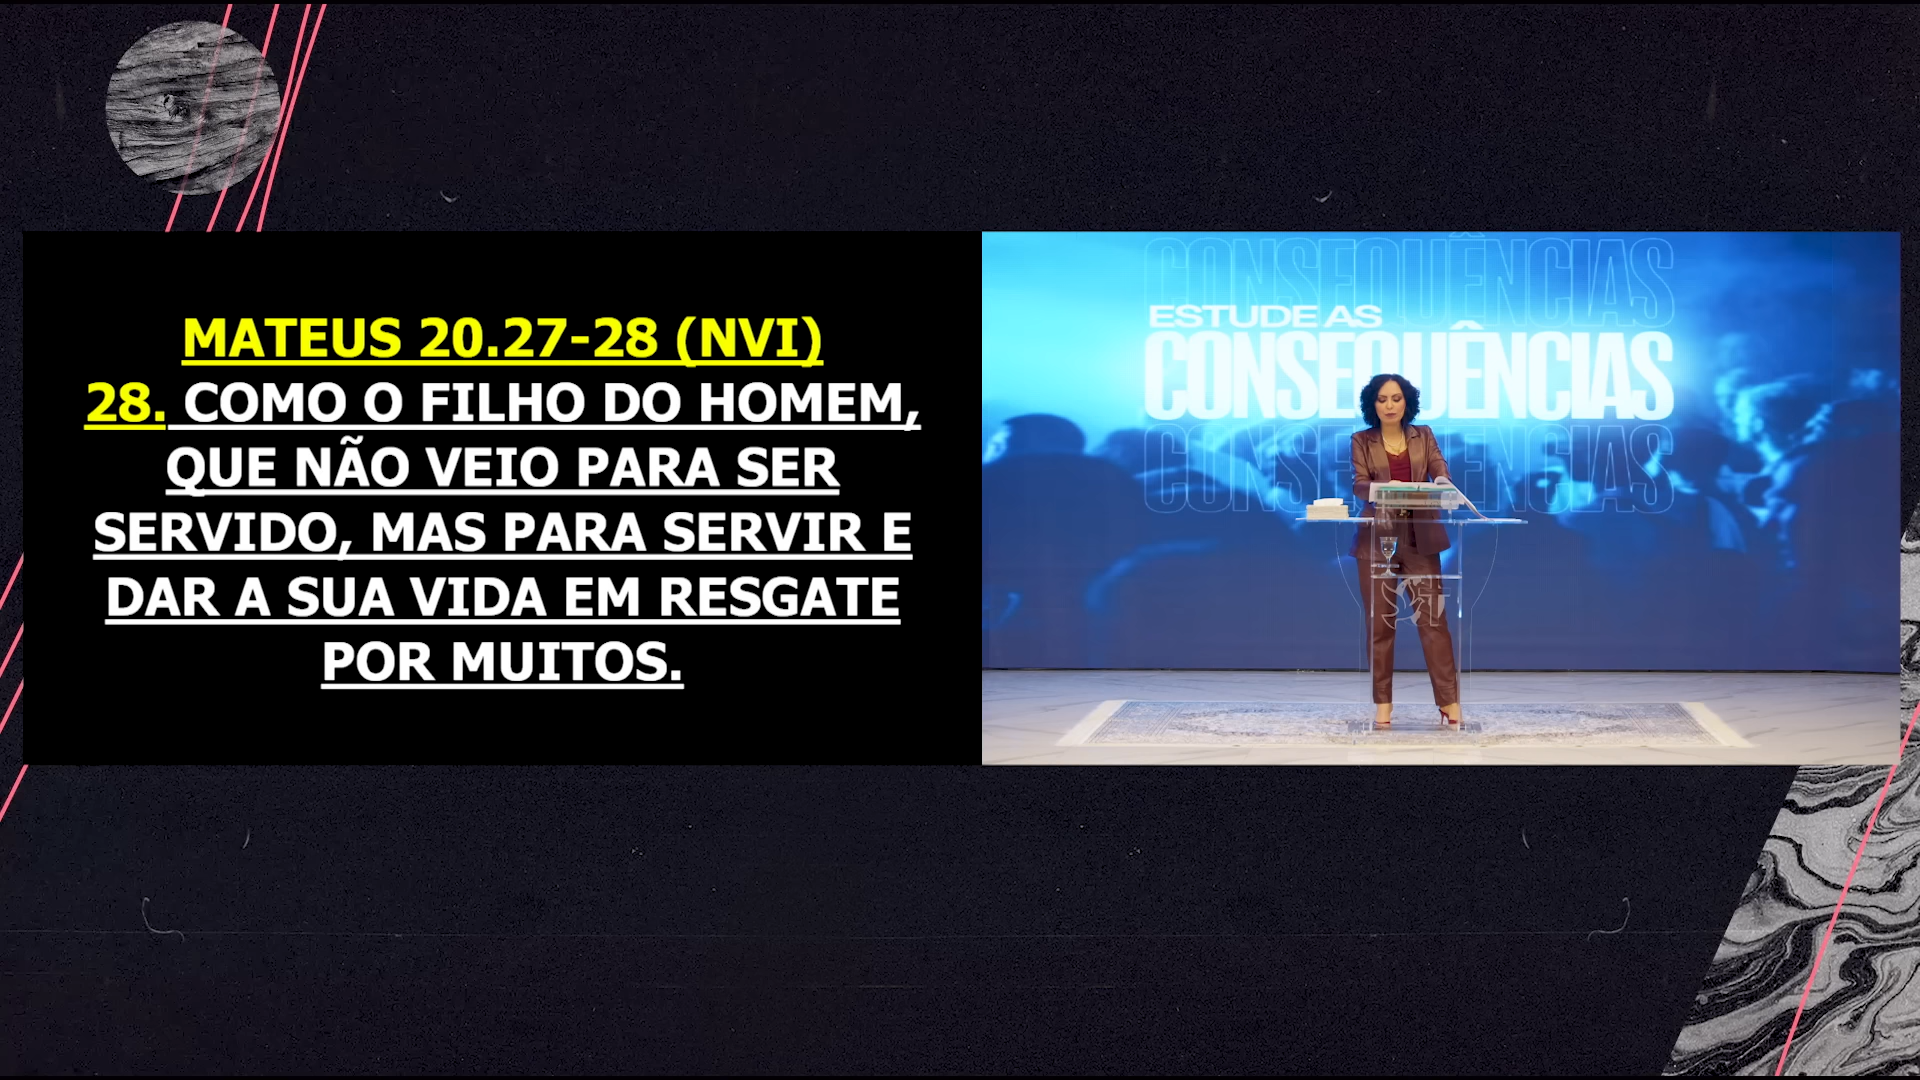 MATEUS 20.27-28 (NVI)
28. COMO O FILHO DO HOMEM,
QUE NÃO VEIO PARA SER
SERVIDO, MAS PARA SERVIR E
DAR A SUA VIDA EM RESGATE
POR MUITOS.
CONSEQUÊNCIAS
ESTUDE AS
CONSEQUÊNCIAS
CONSEQUÊNCIAS